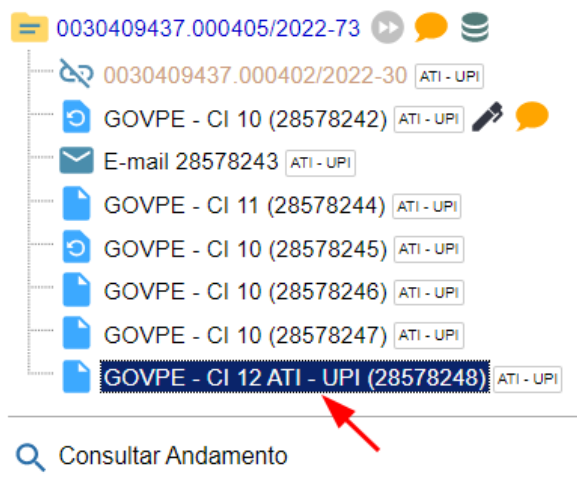 0030409437.000405/2022-73
0030409437.000402/2022-30 ATI - UPI
GOVPE - CI 10 (28578242) ATI - UPI
E-mail 28578243 ATI - UPI
GOVPE - CI 11 (28578244) ATI - UPI
GOVPE - CI 10 (28578245) ATI - UPI
GOVPE - CI 10 (28578246) ATI - UPI
GOVPE - CI 10 (28578247) ATI - UPI
GOVPE - CI 12 ATI - UPI (28578248) ATI - UPI
Consultar Andamento